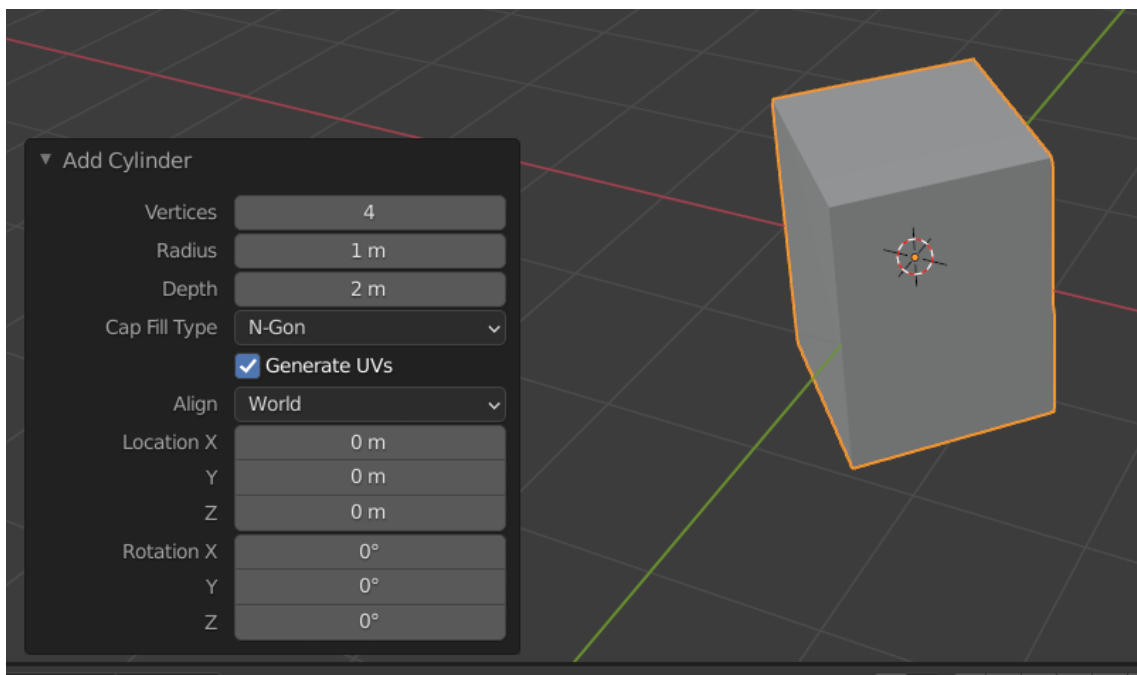 Add Cylinder
Vertices 4
Radius 1 m
Depth 2 m
Cap Fill Type N-Gon
Generate UVs
Align World
Location X 0 m
Y 0 m
Z 0 m
Rotation X 0°
Y 0°
Z 0°